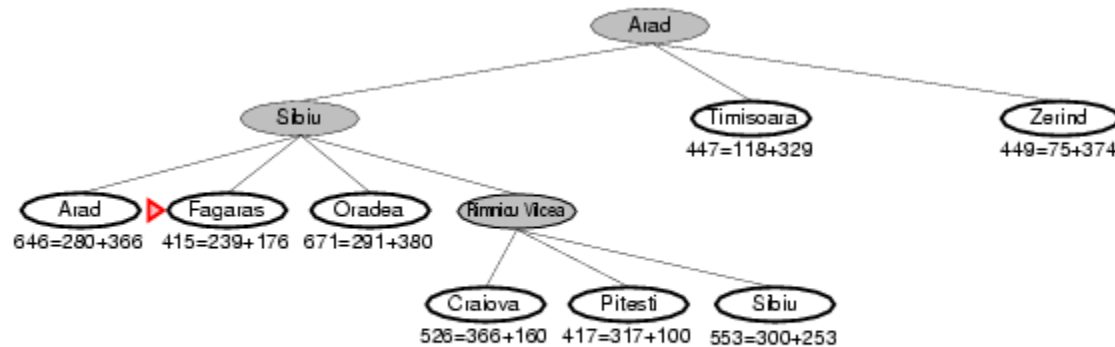 Arad
Sibiu
Timisoara
Zerind
447=118+329
449=75+374
Arad
Fagaras
Oradea
Rimnicu Vilcea
646=280+366
415=239+176
671=291+380
Craiova
Pitesti
Sibiu
526=366+160
417=317+100
553=300+253